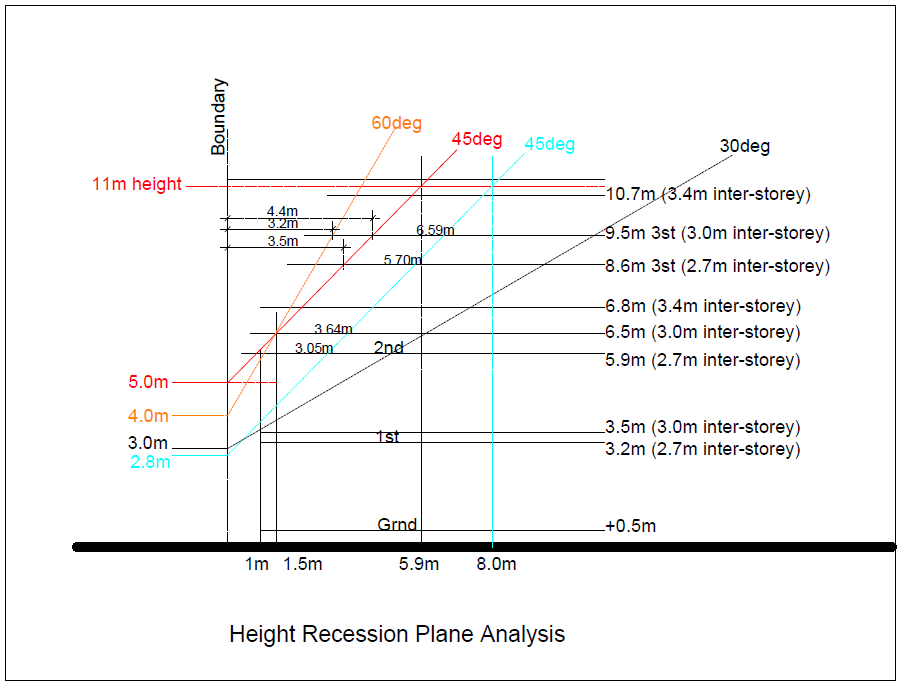 Boundary
60deg
45deg
45deg
30deg
11m height
10.7m (3.4m inter-storey)
4.4m
3.2m
6.59m
9.5m 3st (3.0m inter-storey)
3.5m
5.70m
8.6m 3st (2.7m inter-storey)
6.8m (3.4m inter-storey)
3.64m
6.5m (3.0m inter-storey)
3.05m
2nd
5.9m (2.7m inter-storey)
5.0m
4.0m
3.0m
2.8m
1st
3.5m (3.0m inter-storey)
3.2m (2.7m inter-storey)
Grnd
+0.5m
1m 1.5m 5.9m 8.0m
Height Recession Plane Analysis